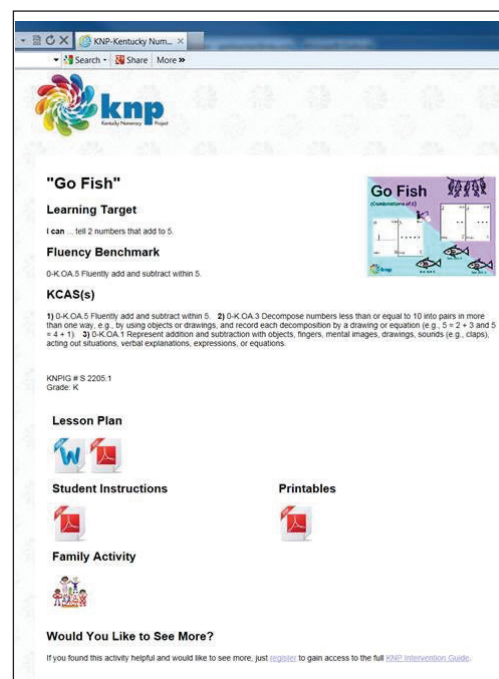 KNP-Kentucky Num...
Search
Share
More »
knp
Kentucky Numeracy Project
"Go Fish"
Go Fish
(Combinations of 5)
Learning Target
I can ... tell 2 numbers that add to 5.
Fluency Benchmark
0-K.OA.5 Fluently add and subtract within 5.
KCAS(s)
1) 0-K.OA.5 Fluently add and subtract within 5. 2) 0-K.OA.3 Decompose numbers less than or equal to 10 into pairs in more
than one way, e.g., by using objects or drawings, and record each decomposition by a drawing or equation (e.g., 5 = 2 + 3 and 5
= 4 + 1). 3) 0-K.OA.1 Represent addition and subtraction with objects, fingers, mental images, drawings, sounds (e.g., claps),
acting out situations, verbal explanations, expressions, or equations.
KNPIG # S 2205.1
Grade: K
Lesson Plan
Student Instructions
Printables
Family Activity
Would You Like to See More?
If you found this activity helpful and would like to see more, just register to gain access to the full KNP Intervention Guide.